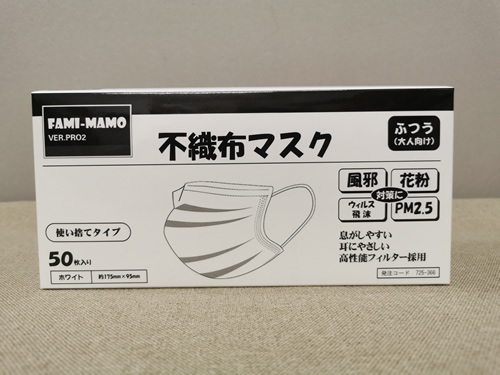 FAMI-MAMO
VER.PRO2
不織布マスク
ふつう
(大人向け)
風邪
花粉
対策に
ウィルス
飛沫
PM2.5
使い捨てタイプ
50枚入り
ホワイト
約175mm×95mm
息がしやすい
耳にやさしい
高性能フィルター採用
発注コード 725-366